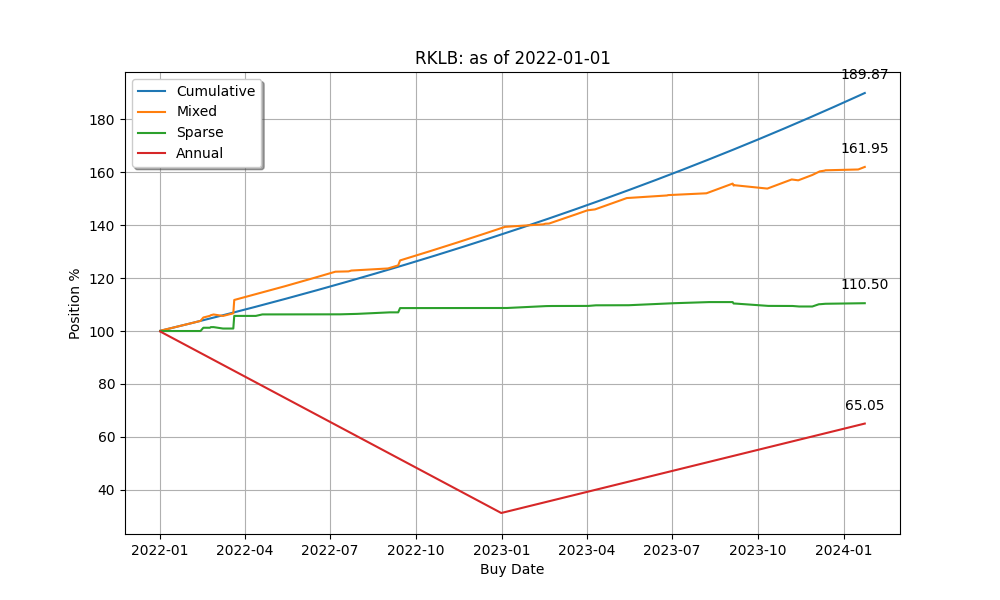 RKLB: as of 2022-01-01
189.87
Cumulative
Mixed
Sparse
Annual
161.95
110.50
65.05
180
160
140
120
100
80
60
40
Position %
2022-01 2022-04 2022-07 2022-10 2023-01 2023-04 2023-07 2023-10 2024-01
Buy Date